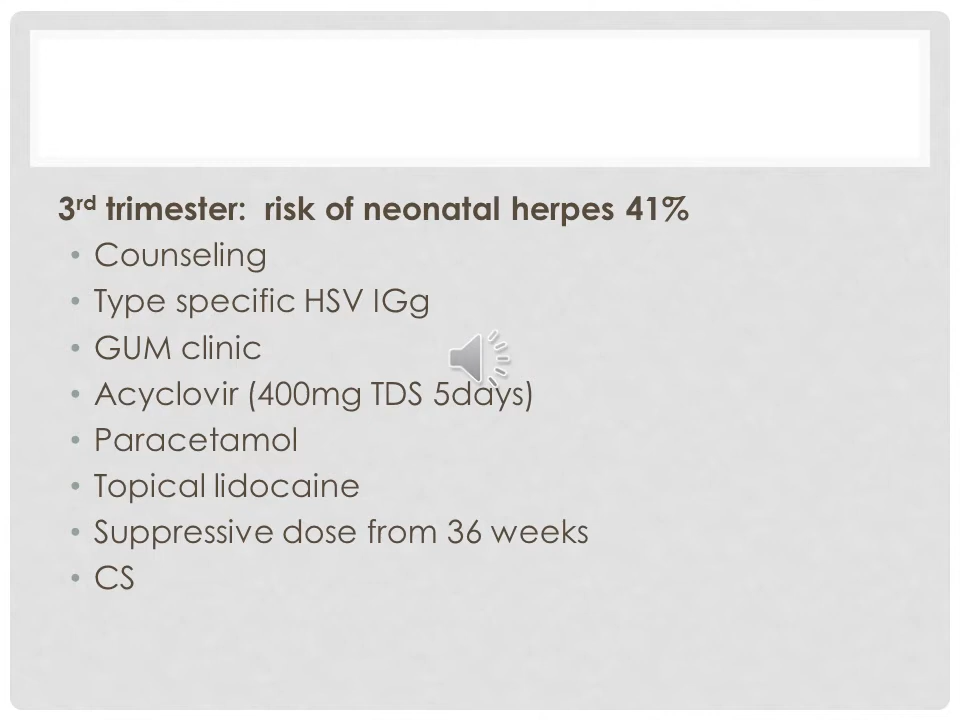 3rd trimester: risk of neonatal herpes 41%
• Counseling
• Type specific HSV IGg
• GUM clinic
• Acyclovir (400mg TDS 5days)
• Paracetamol
• Topical lidocaine
• Suppressive dose from 36 weeks
• CS